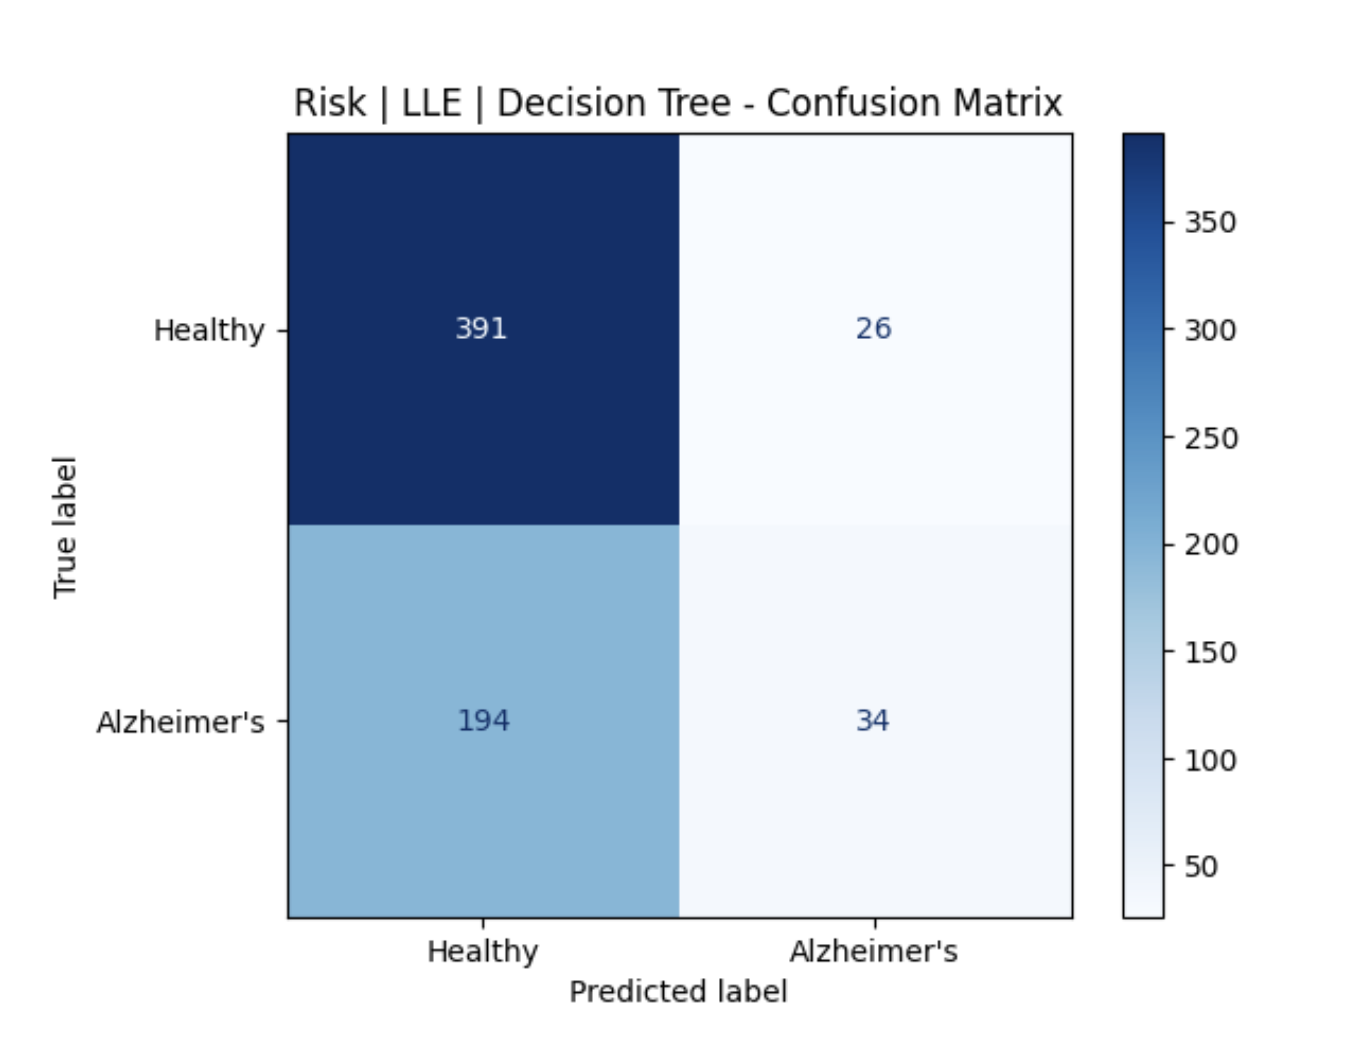 Risk | LLE | Decision Tree - Confusion Matrix
391
26
194
34
Healthy
Alzheimer's
True label
Healthy
Alzheimer's
Predicted label
350
300
250
200
150
100
50